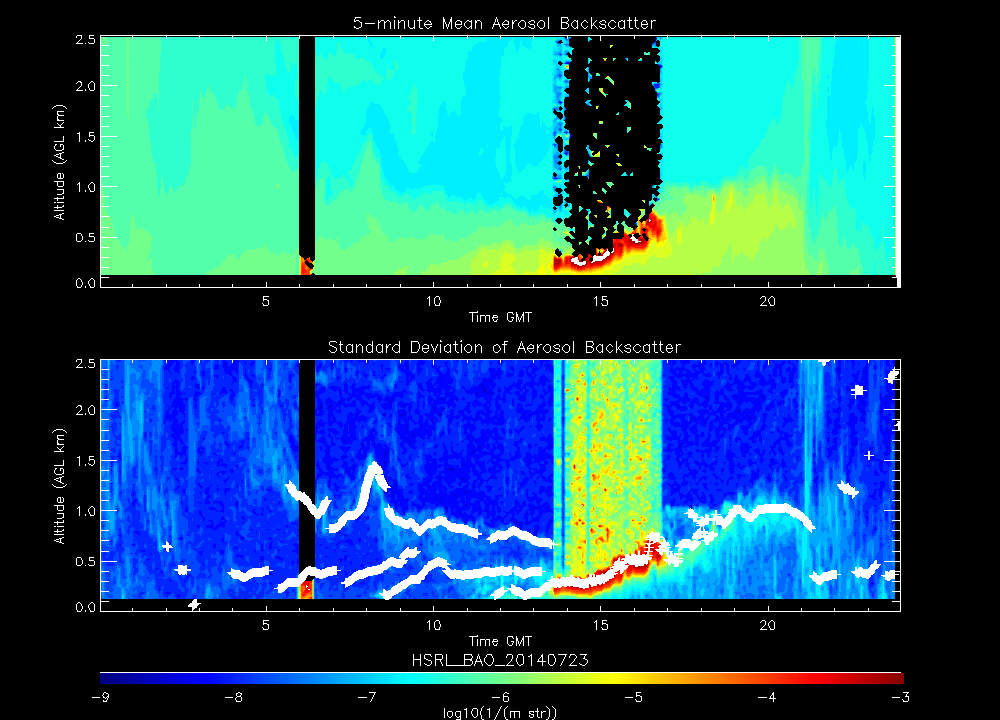 5-minute Mean Aerosol Backscatter
2.5
2.0
1.5
1.0
0.5
0.0
Altitude (AGL km)
5 10 15 20
Time GMT
Standard Deviation of Aerosol Backscatter
2.5
2.0
1.5
1.0
0.5
0.0
Altitude (AGL km)
5 10 15 20
Time GMT
HSRL_BAO_20140723
-9 -8 -7 -6 -5 -4 -3
log10(1/(m str))